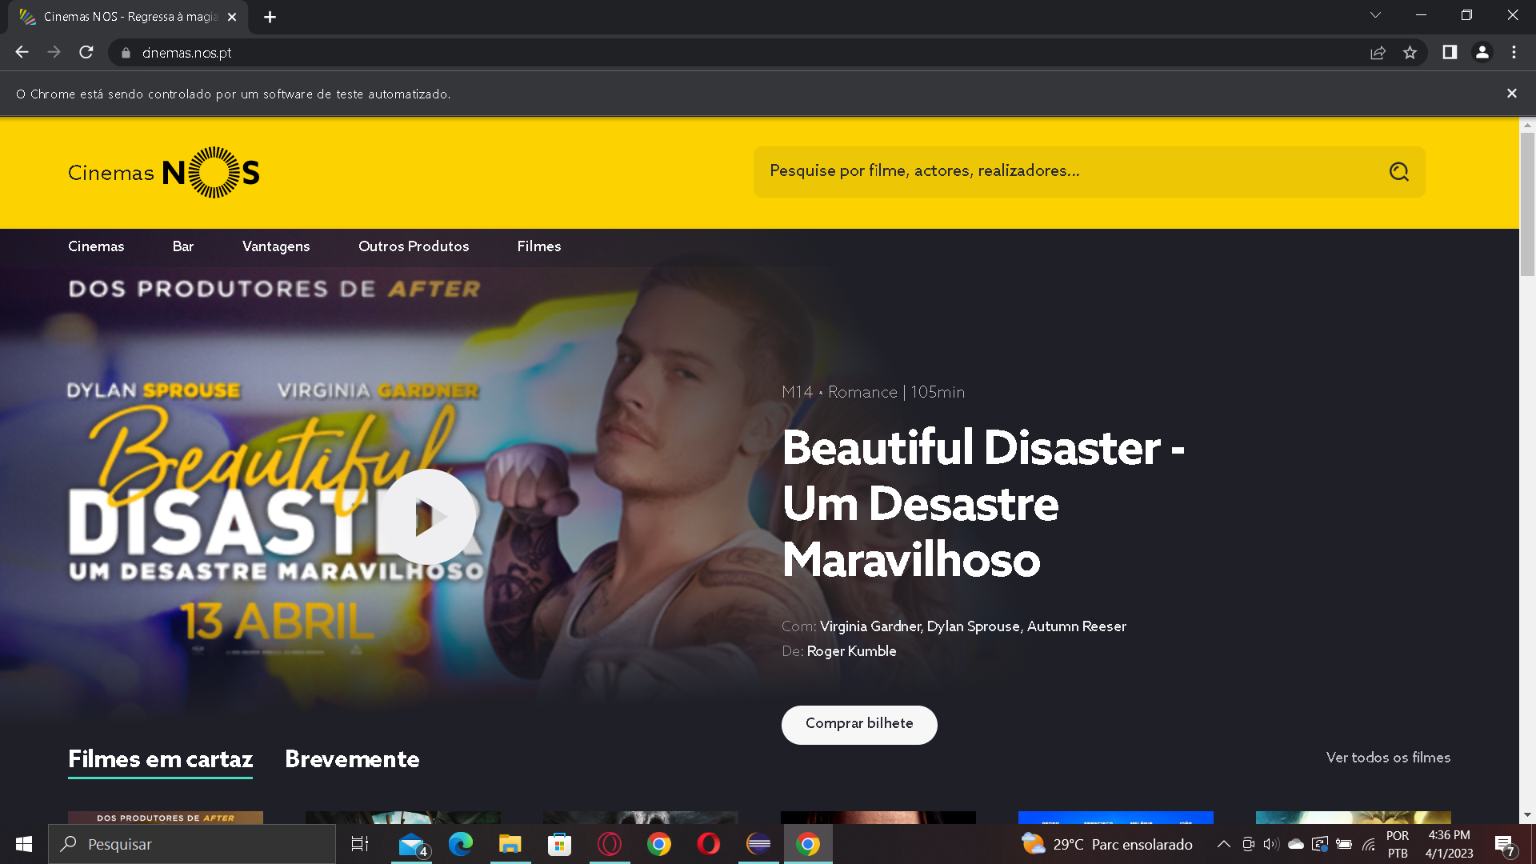 Cinemas NOS - Regressa à magia
cinemas.nos.pt
O Chrome está sendo controlado por um software de teste automatizado.
Cinemas NOS
Pesquise por filme, actores, realizadores...
Cinemas Bar Vantagens Outros Produtos Filmes
DOS PRODUTORES DE AFTER
DYLAN SPROUSE VIRGINIA GARDNER
Beautiful
DISASTER
UM DESASTRE MARAVILHOSO
13 ABRIL
M14 • Romance | 105min
Beautiful Disaster -
Um Desastre
Maravilhoso
Com: Virginia Gardner, Dylan Sprouse, Autumn Reeser
De: Roger Kumble
Comprar bilhete
Filmes em cartaz Brevemente
Ver todos os filmes
DOS PRODUTORES DE AFTER
Pesquisar
4
29°C Parc ensolarado
POR
PTB
4:36 PM
4/1/2023
7